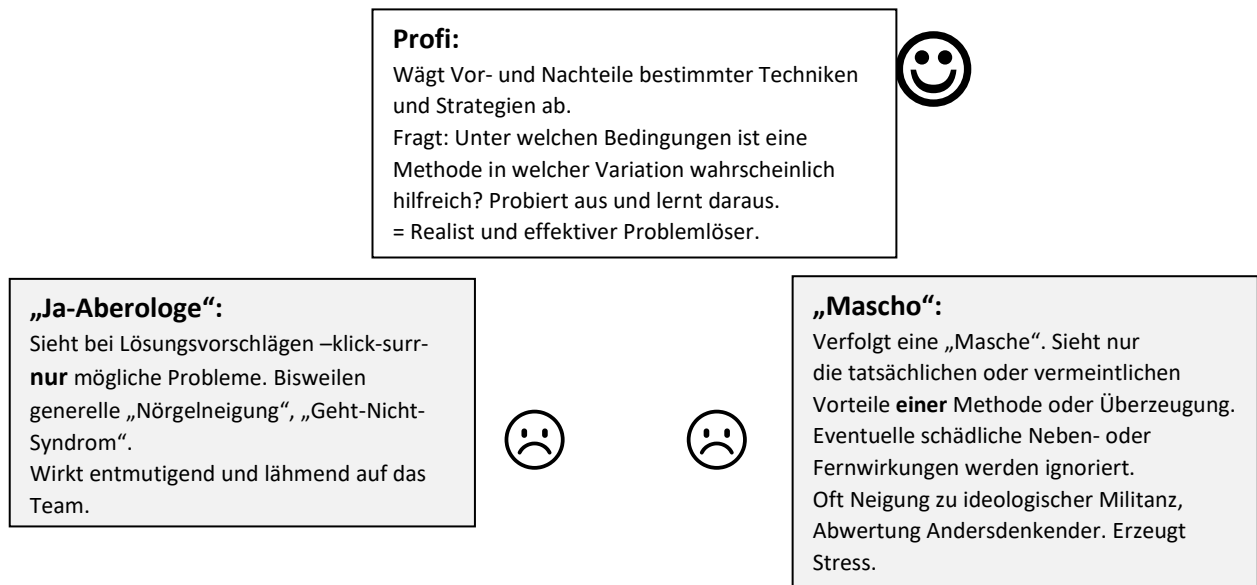 Profi:
Wägt Vor- und Nachteile bestimmter Techniken
und Strategien ab.
Fragt: Unter welchen Bedingungen ist eine
Methode in welcher Variation wahrscheinlich
hilfreich? Probiert aus und lernt daraus.
= Realist und effektiver Problemlöser.
„Ja-Aberologe“:
Sieht bei Lösungsvorschlägen –klick-surr-
nur mögliche Probleme. Bisweilen
generelle „Nörgelneigung“, „Geht-Nicht-
Syndrom“.
Wirkt entmutigend und lähmend auf das
Team.
„Mascho“:
Verfolgt eine „Masche“. Sieht nur
die tatsächlichen oder vermeintlichen
Vorteile einer Methode oder Überzeugung.
Eventuelle schädliche Neben- oder
Fernwirkungen werden ignoriert.
Oft Neigung zu ideologischer Militanz,
Abwertung Andersdenkender. Erzeugt
Stress.